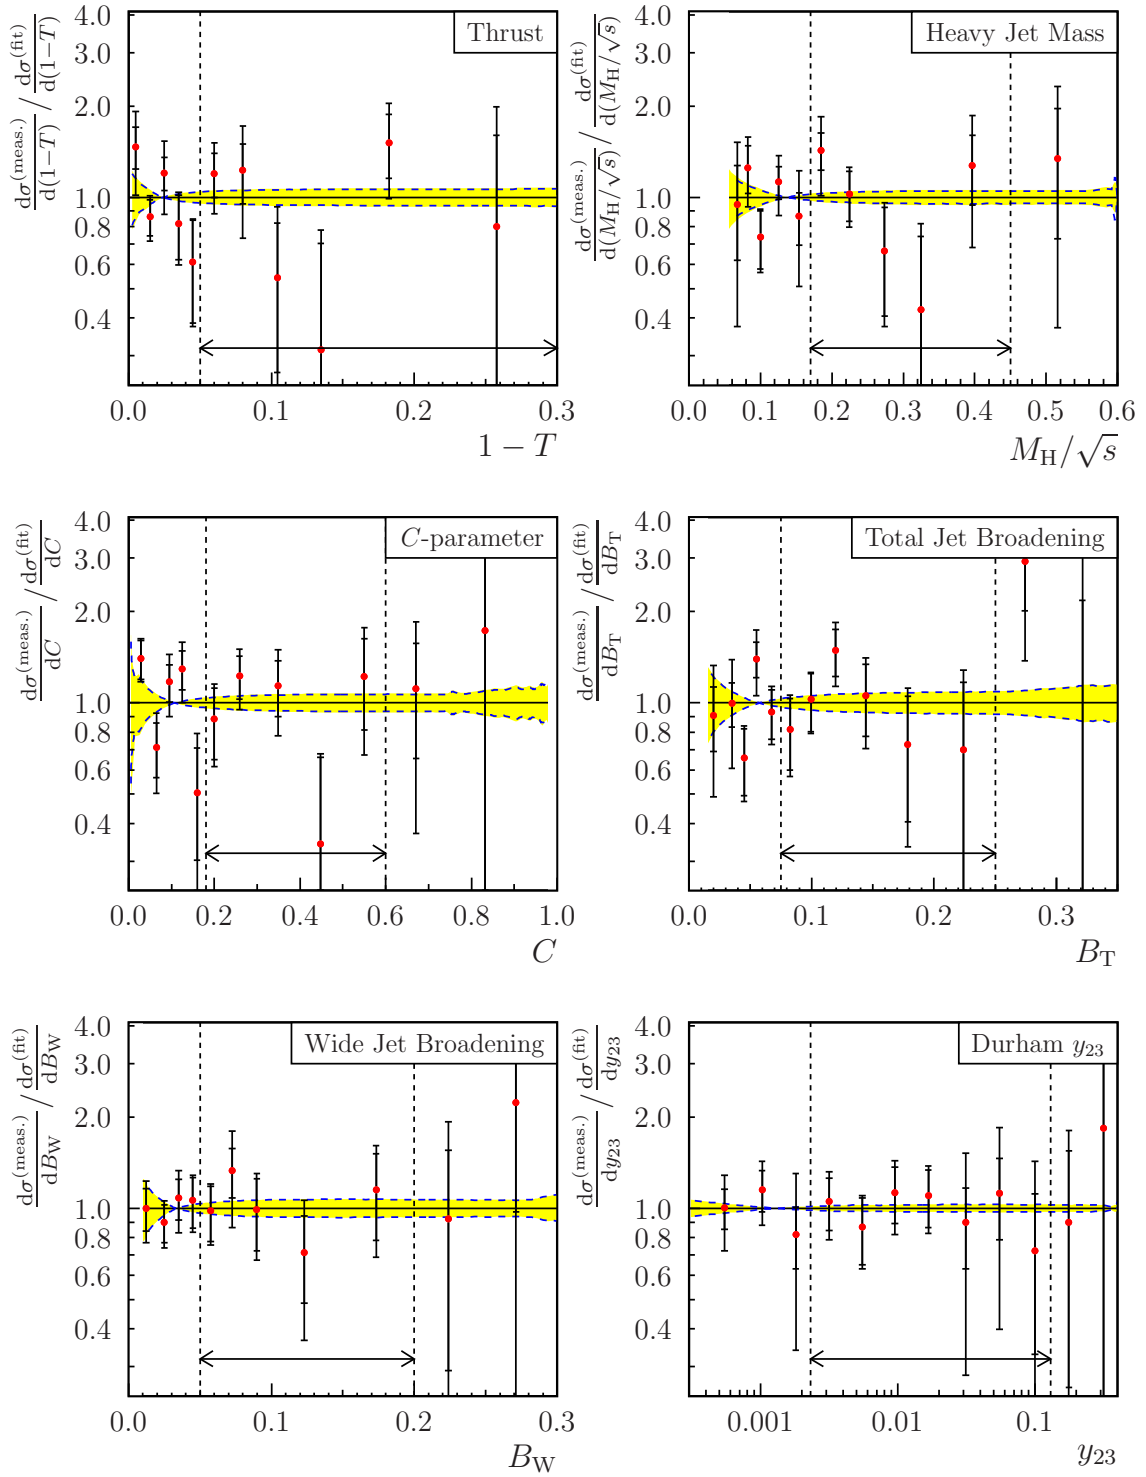 Thrust
dσ(meas.)/d(1−T) / dσ(fit)/d(1−T)
4.0
3.0
2.0
1.0
0.8
0.6
0.4
0.0 0.1 0.2 0.3
1 − T
Heavy Jet Mass
dσ(meas.)/d(M_H/√s) / dσ(fit)/d(M_H/√s)
4.0
3.0
2.0
1.0
0.8
0.6
0.4
0.0 0.1 0.2 0.3 0.4 0.5 0.6
M_H/√s
C-parameter
dσ(meas.)/dC / dσ(fit)/dC
4.0
3.0
2.0
1.0
0.8
0.6
0.4
0.0 0.2 0.4 0.6 0.8 1.0
C
Total Jet Broadening
dσ(meas.)/dB_T / dσ(fit)/dB_T
4.0
3.0
2.0
1.0
0.8
0.6
0.4
0.0 0.1 0.2 0.3
B_T
Wide Jet Broadening
dσ(meas.)/dB_W / dσ(fit)/dB_W
4.0
3.0
2.0
1.0
0.8
0.6
0.4
0.0 0.1 0.2 0.3
B_W
Durham y_23
dσ(meas.)/dy_23 / dσ(fit)/dy_23
4.0
3.0
2.0
1.0
0.8
0.6
0.4
0.001 0.01 0.1
y_23